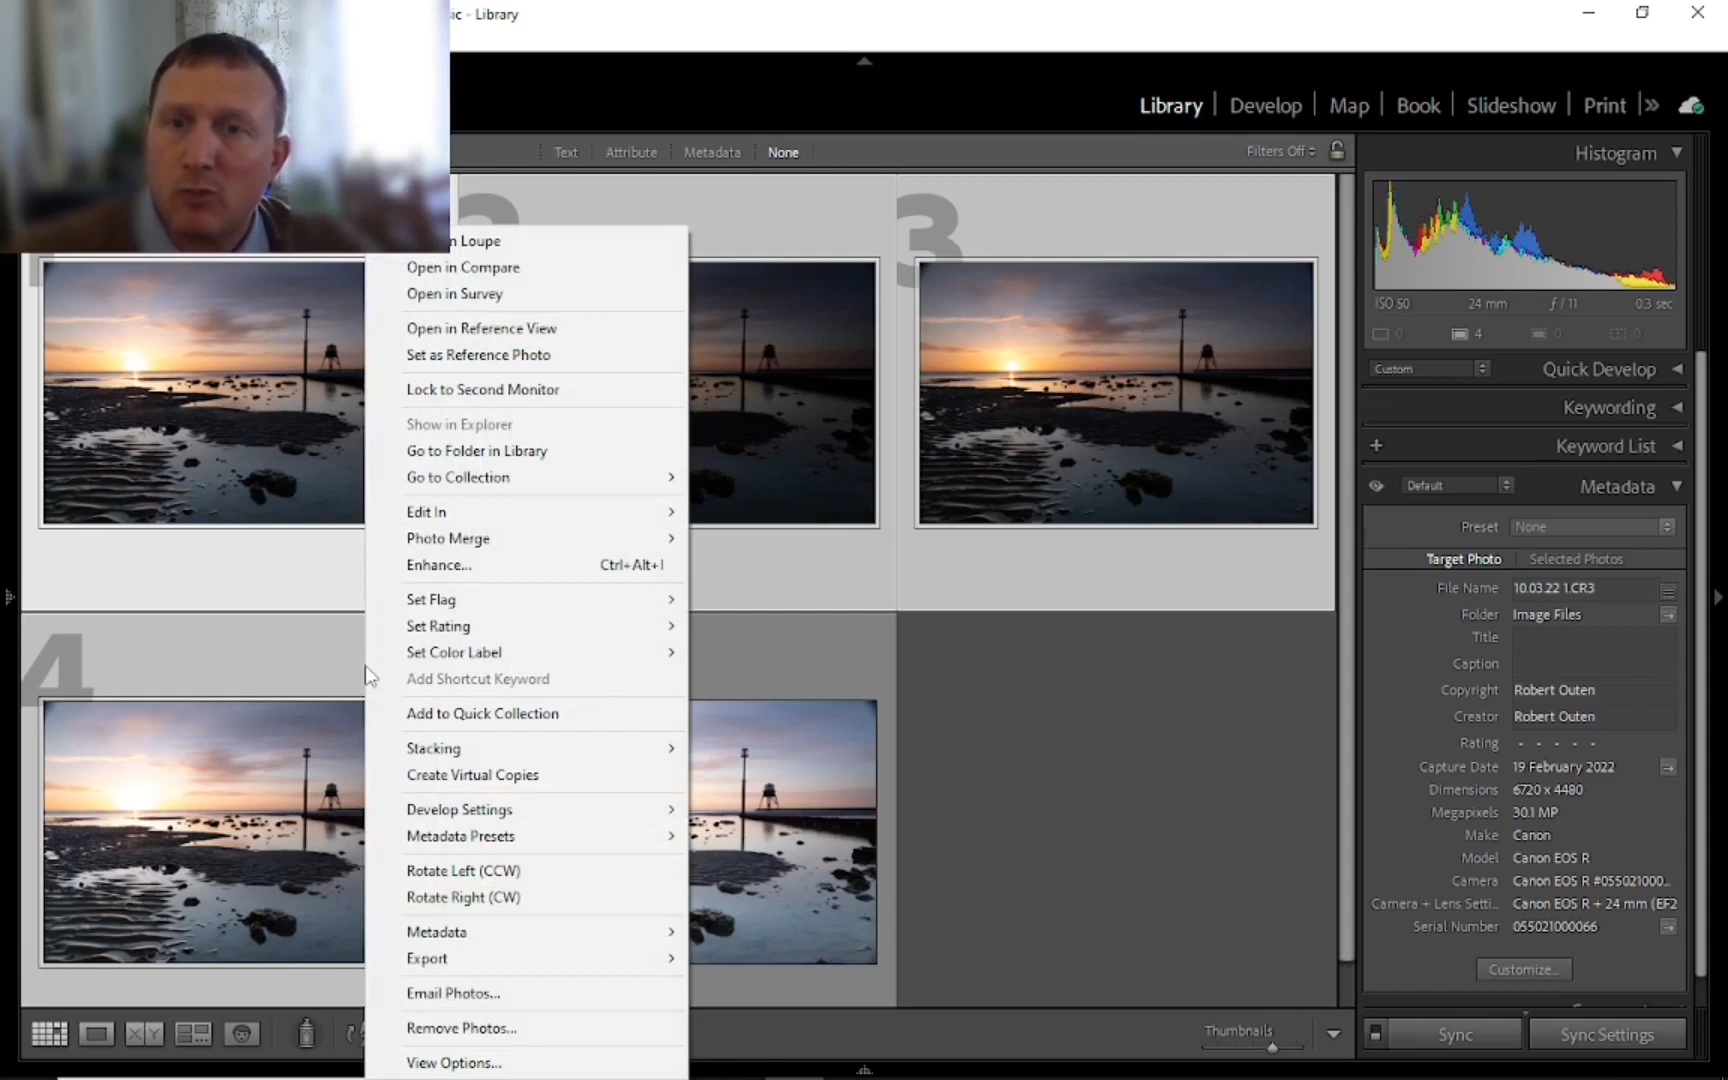 ic - Library
Library
Develop
Map
Book
Slideshow
Print
Text
Attribute
Metadata
None
Filters Off
Histogram
ISO 50
24 mm
ƒ / 11
0.3 sec
0
4
0
0
Custom
Quick Develop
Keywording
Keyword List
Default
Metadata
Preset None
Target Photo
Selected Photos
File Name 10.03.22 1.CR3
Folder Image Files
Title
Caption
Copyright Robert Outen
Creator Robert Outen
Rating
Capture Date 19 February 2022
Dimensions 6720 x 4480
Megapixels 30.1 MP
Make Canon
Model Canon EOS R
Camera Canon EOS R #055021000...
Camera + Lens Setti... Canon EOS R + 24 mm (EF2
Serial Number 055021000066
Customize...
Sync
Sync Settings
3
4
n Loupe
Open in Compare
Open in Survey
Open in Reference View
Set as Reference Photo
Lock to Second Monitor
Show in Explorer
Go to Folder in Library
Go to Collection
Edit In
Photo Merge
Enhance... Ctrl+Alt+I
Set Flag
Set Rating
Set Color Label
Add Shortcut Keyword
Add to Quick Collection
Stacking
Create Virtual Copies
Develop Settings
Metadata Presets
Rotate Left (CCW)
Rotate Right (CW)
Metadata
Export
Email Photos...
Remove Photos...
View Options...
XY
Thumbnails